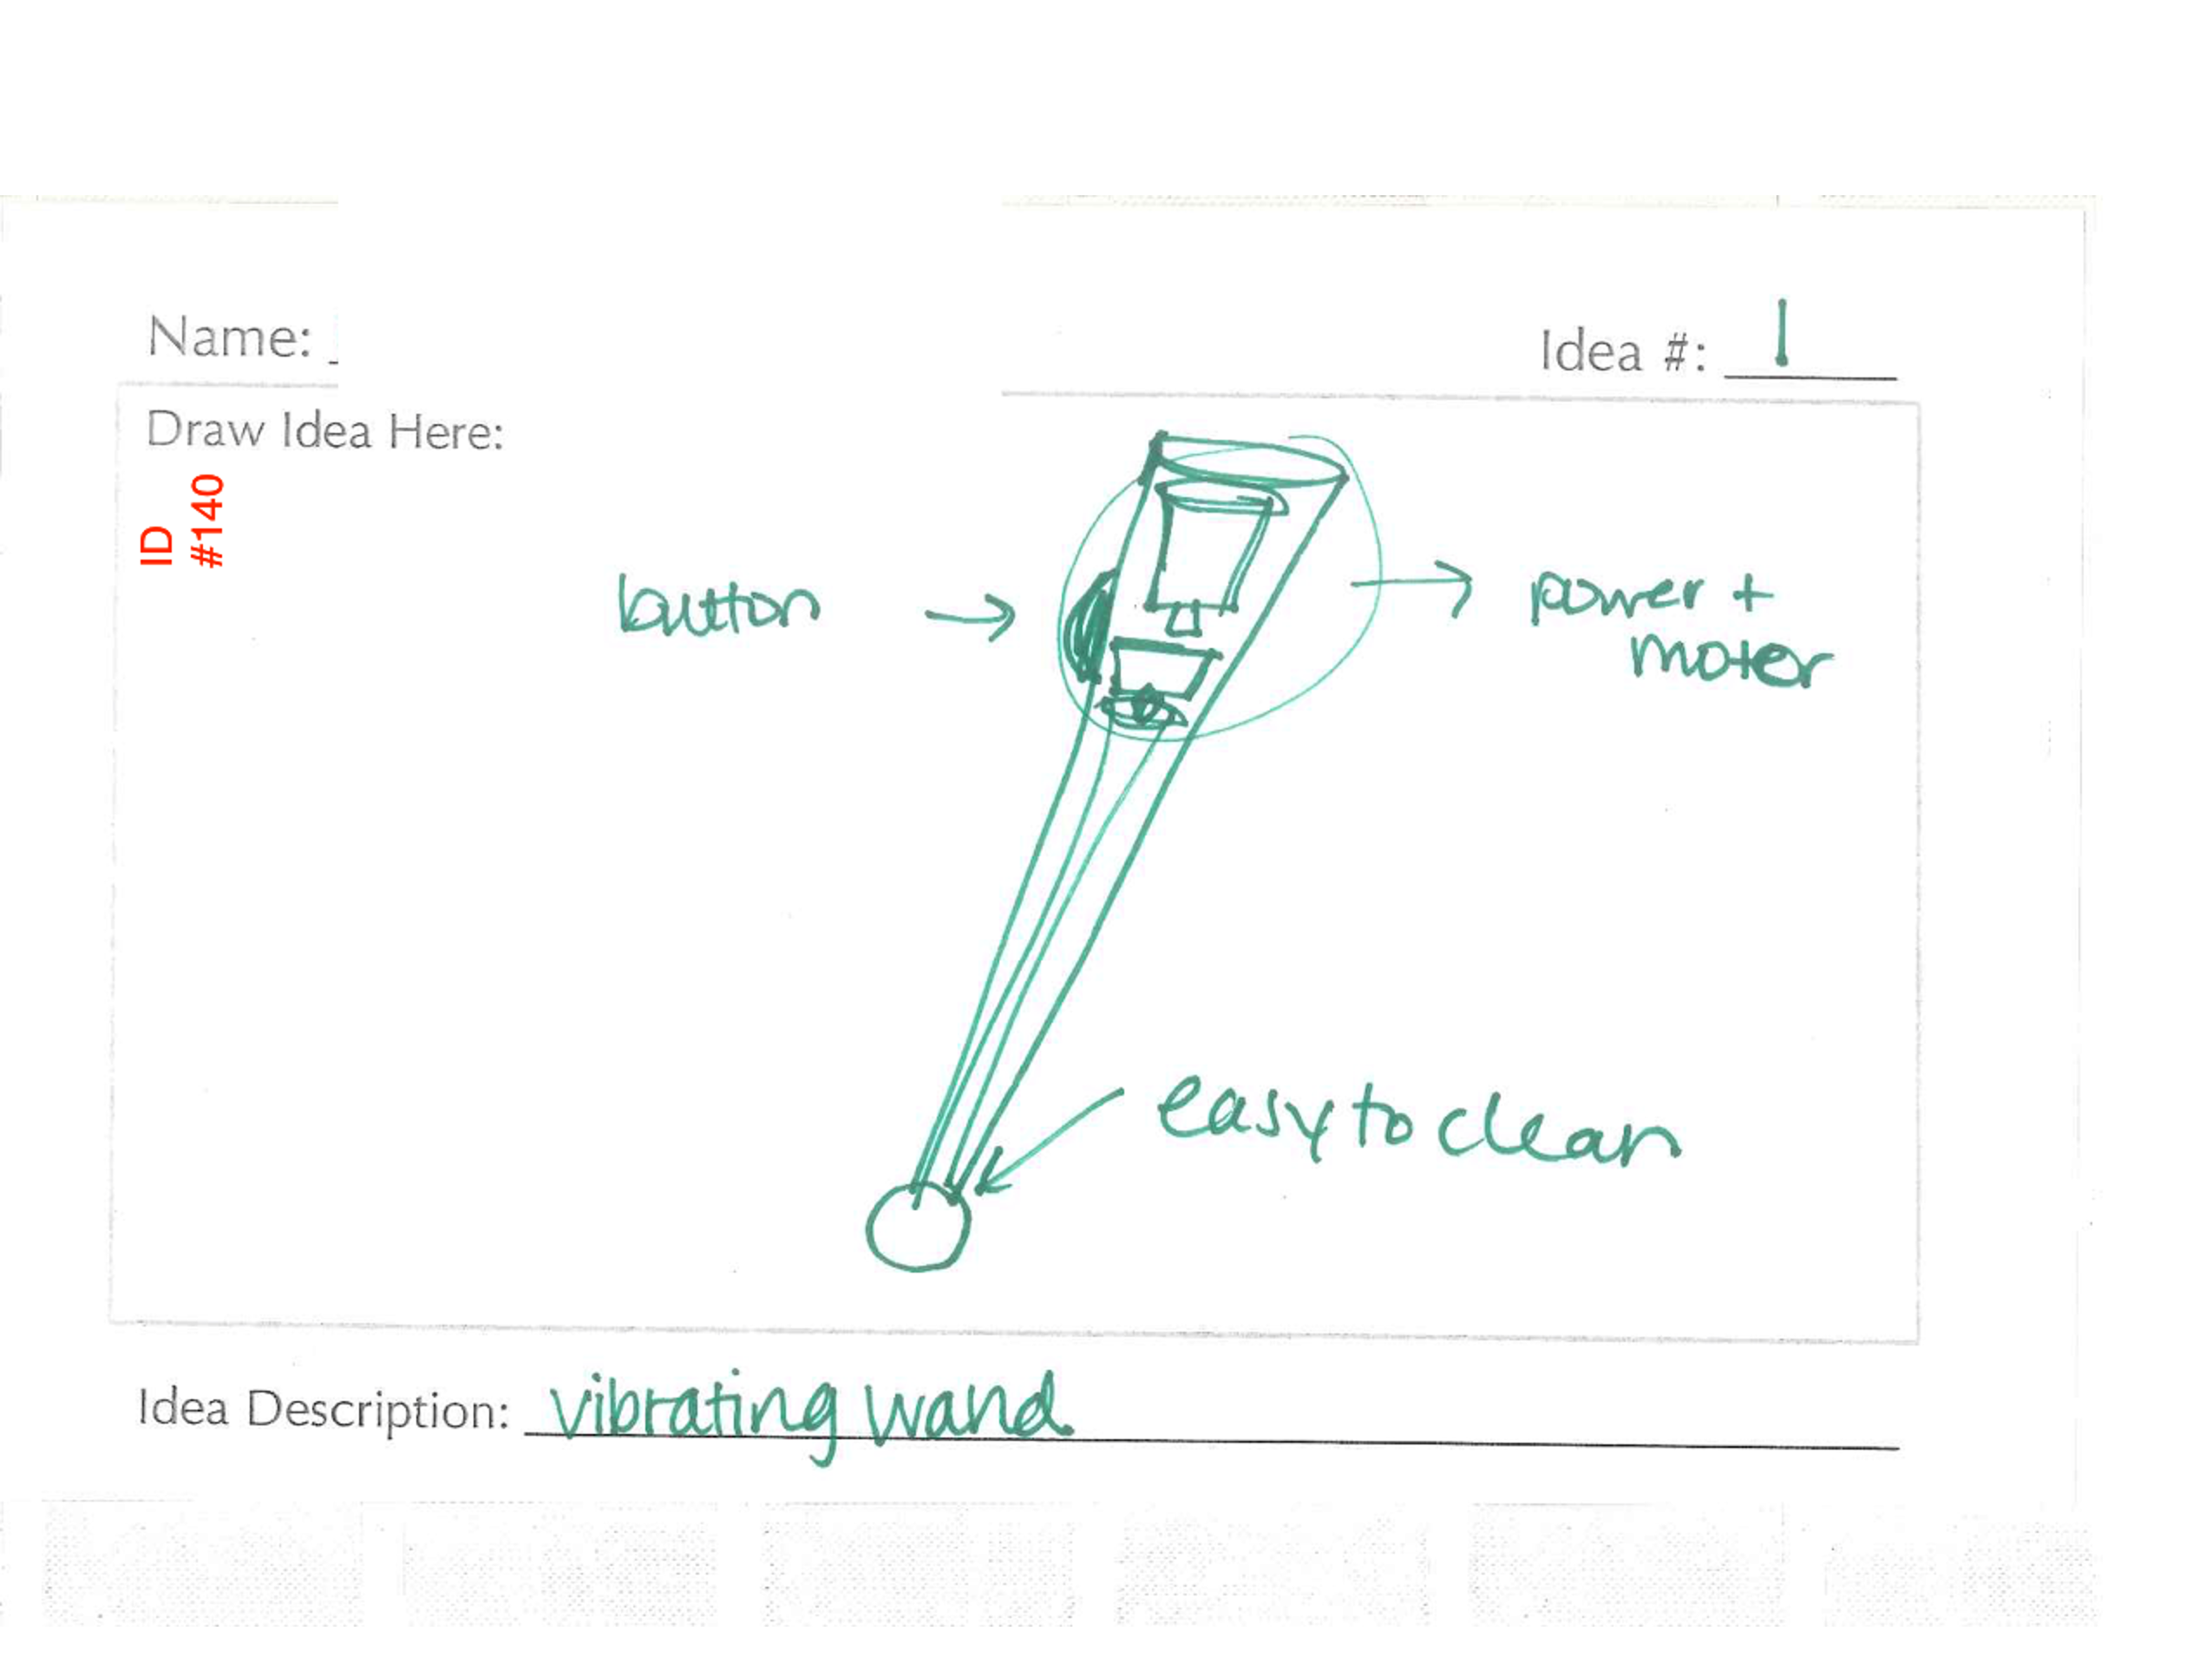 Name:
Idea #: 1
Draw Idea Here:
ID
#140
button
power +
motor
easy to clean
Idea Description: vibrating wand